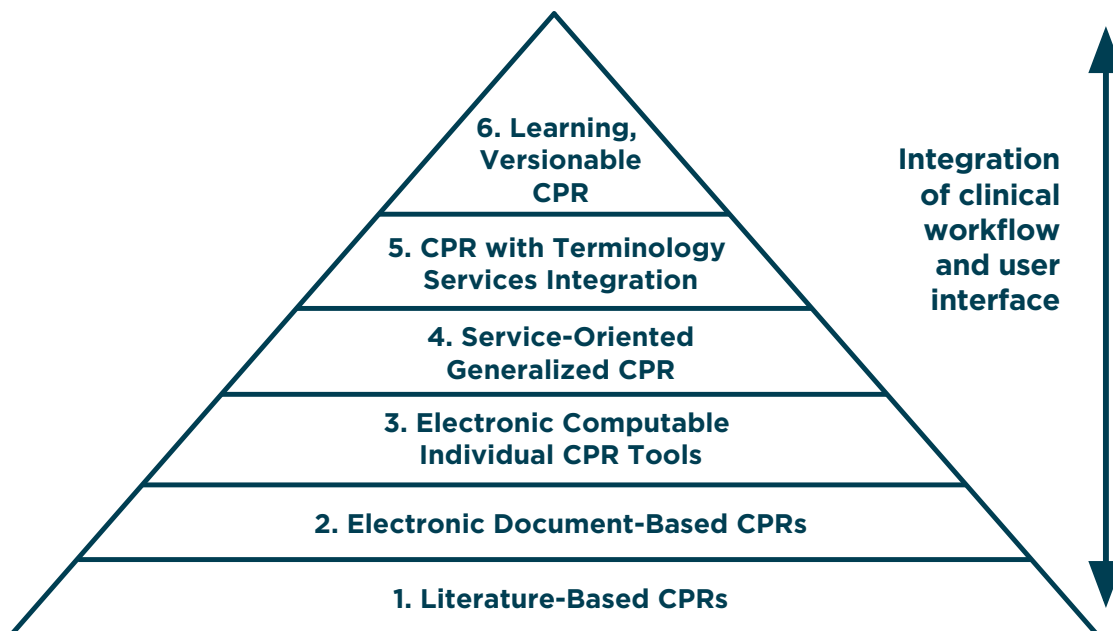 6. Learning,
Versionable
CPR
5. CPR with Terminology
Services Integration
4. Service-Oriented
Generalized CPR
3. Electronic Computable
Individual CPR Tools
2. Electronic Document-Based CPRs
1. Literature-Based CPRs
Integration
of clinical
workflow
and user
interface